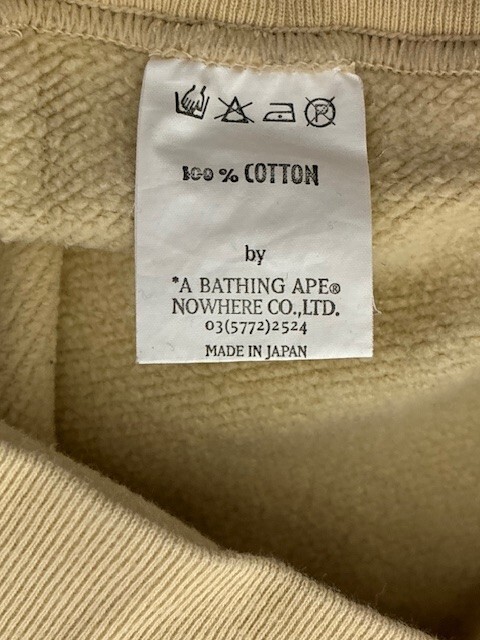 100 % COTTON
by
*A BATHING APE®
NOWHERE CO.,LTD.
03(5772)2524
MADE IN JAPAN